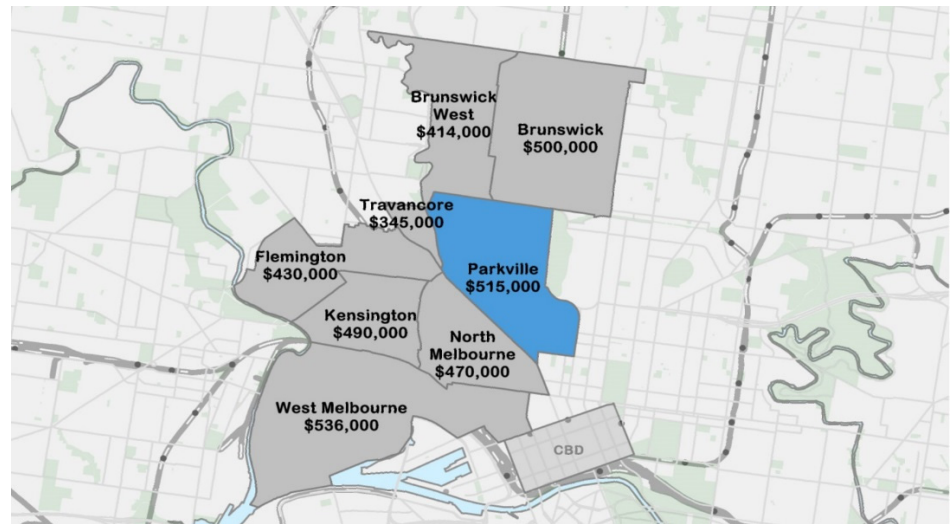 Brunswick
West
$414,000
Brunswick
$500,000
Travancore
$345,000
Flemington
$430,000
Parkville
$515,000
Kensington
$490,000
North
Melbourne
$470,000
West Melbourne
$536,000
CBD